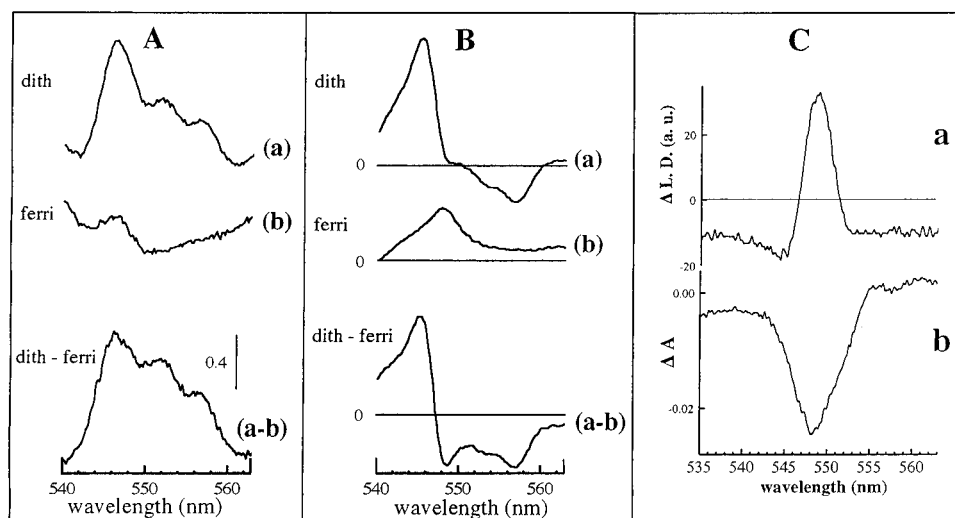 A
dith
(a)
ferri
(b)
dith - ferri
0.4
(a-b)
540 550 560
wavelength (nm)
B
dith
0
(a)
ferri
0
(b)
dith - ferri
0
(a-b)
540 550 560
wavelength (nm)
C
a
Δ L. D. (a. u.)
20
0
-20
0.00
b
Δ A
-0.02
535 540 545 550 555 560
wavelength (nm)